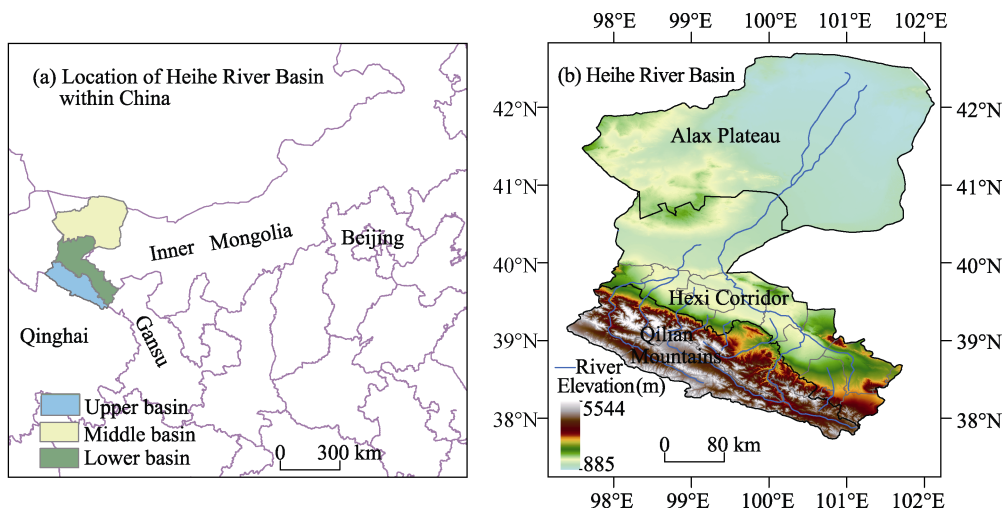 (a) Location of Heihe River Basin
within China
Inner Mongolia
Beijing
Qinghai
Gansu
Upper basin
Middle basin
Lower basin
0 300 km
98°E 99°E 100°E 101°E 102°E
(b) Heihe River Basin
42°N 42°N
Alax Plateau
41°N 41°N
40°N 40°N
Hexi Corridor
39°N 39°N
Qilian
Mountains
River
Elevation(m)
5544
885
0 80 km
38°N 38°N
98°E 99°E 100°E 101°E 102°E